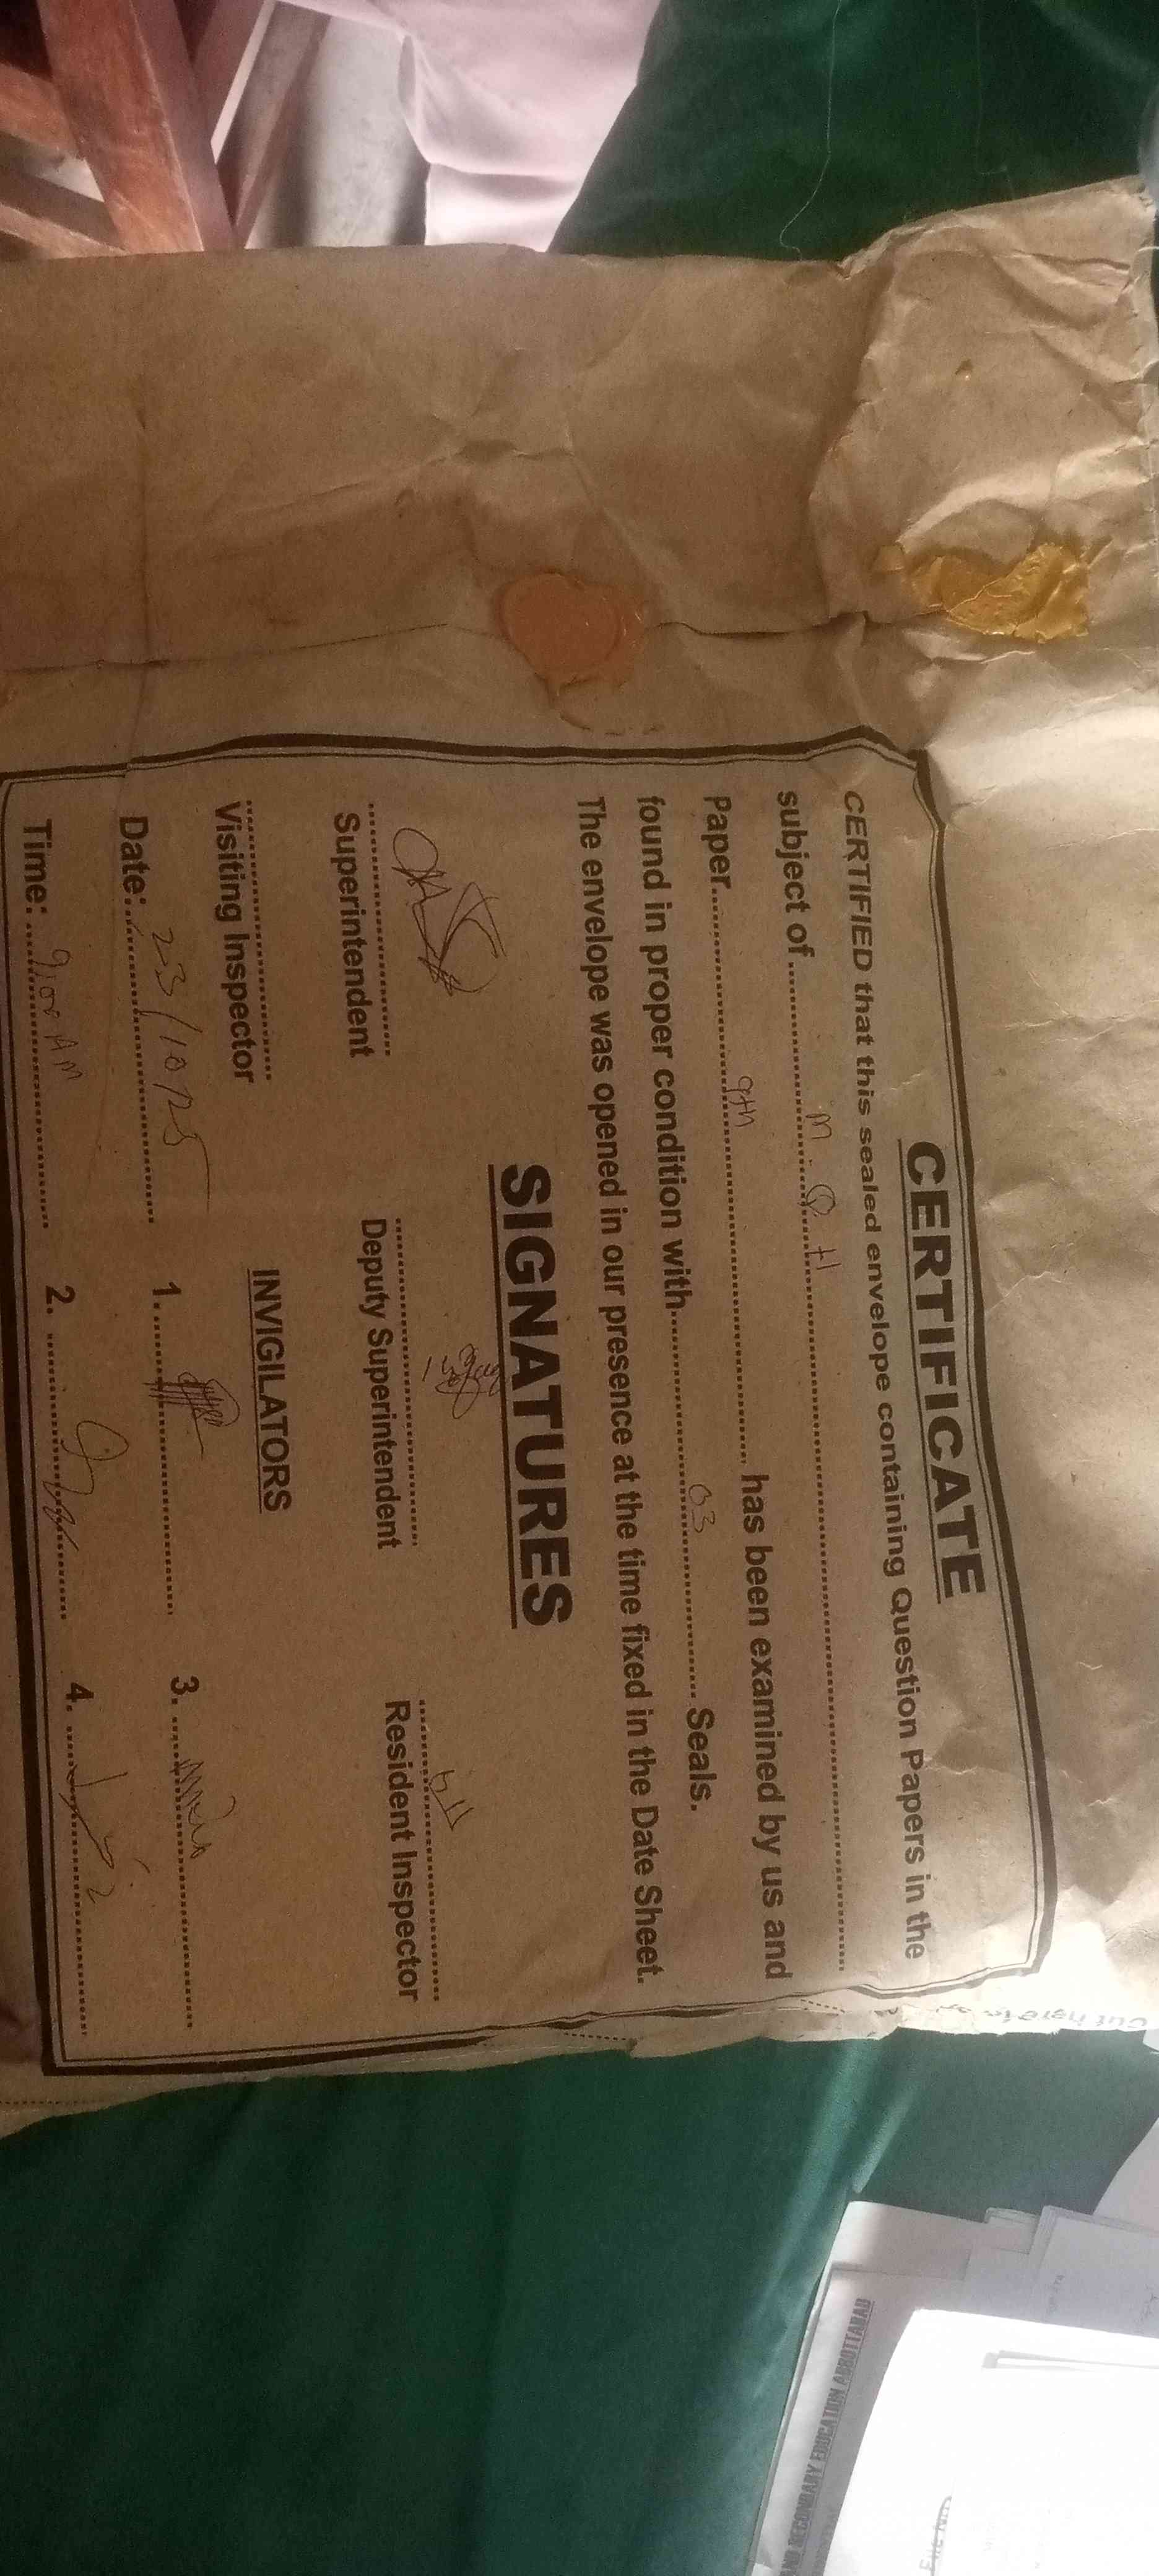 CERTIFICATE
CERTIFIED that this sealed envelope containing Question Papers in the
subject of .......... M. Q. H ..........
Paper.......... 9th .......... has been examined by us and
found in proper condition with.......... 03 .......... Seals.
The envelope was opened in our presence at the time fixed in the Date Sheet.
SIGNATURES
Superintendent
Deputy Superintendent
Resident Inspector
Visiting Inspector
INVIGILATORS
Date: 23/10/25
1.
3.
Time: 9:00 AM
2.
4.
Cut here to
SECONDARY EDUCATION ABBOTTABAD